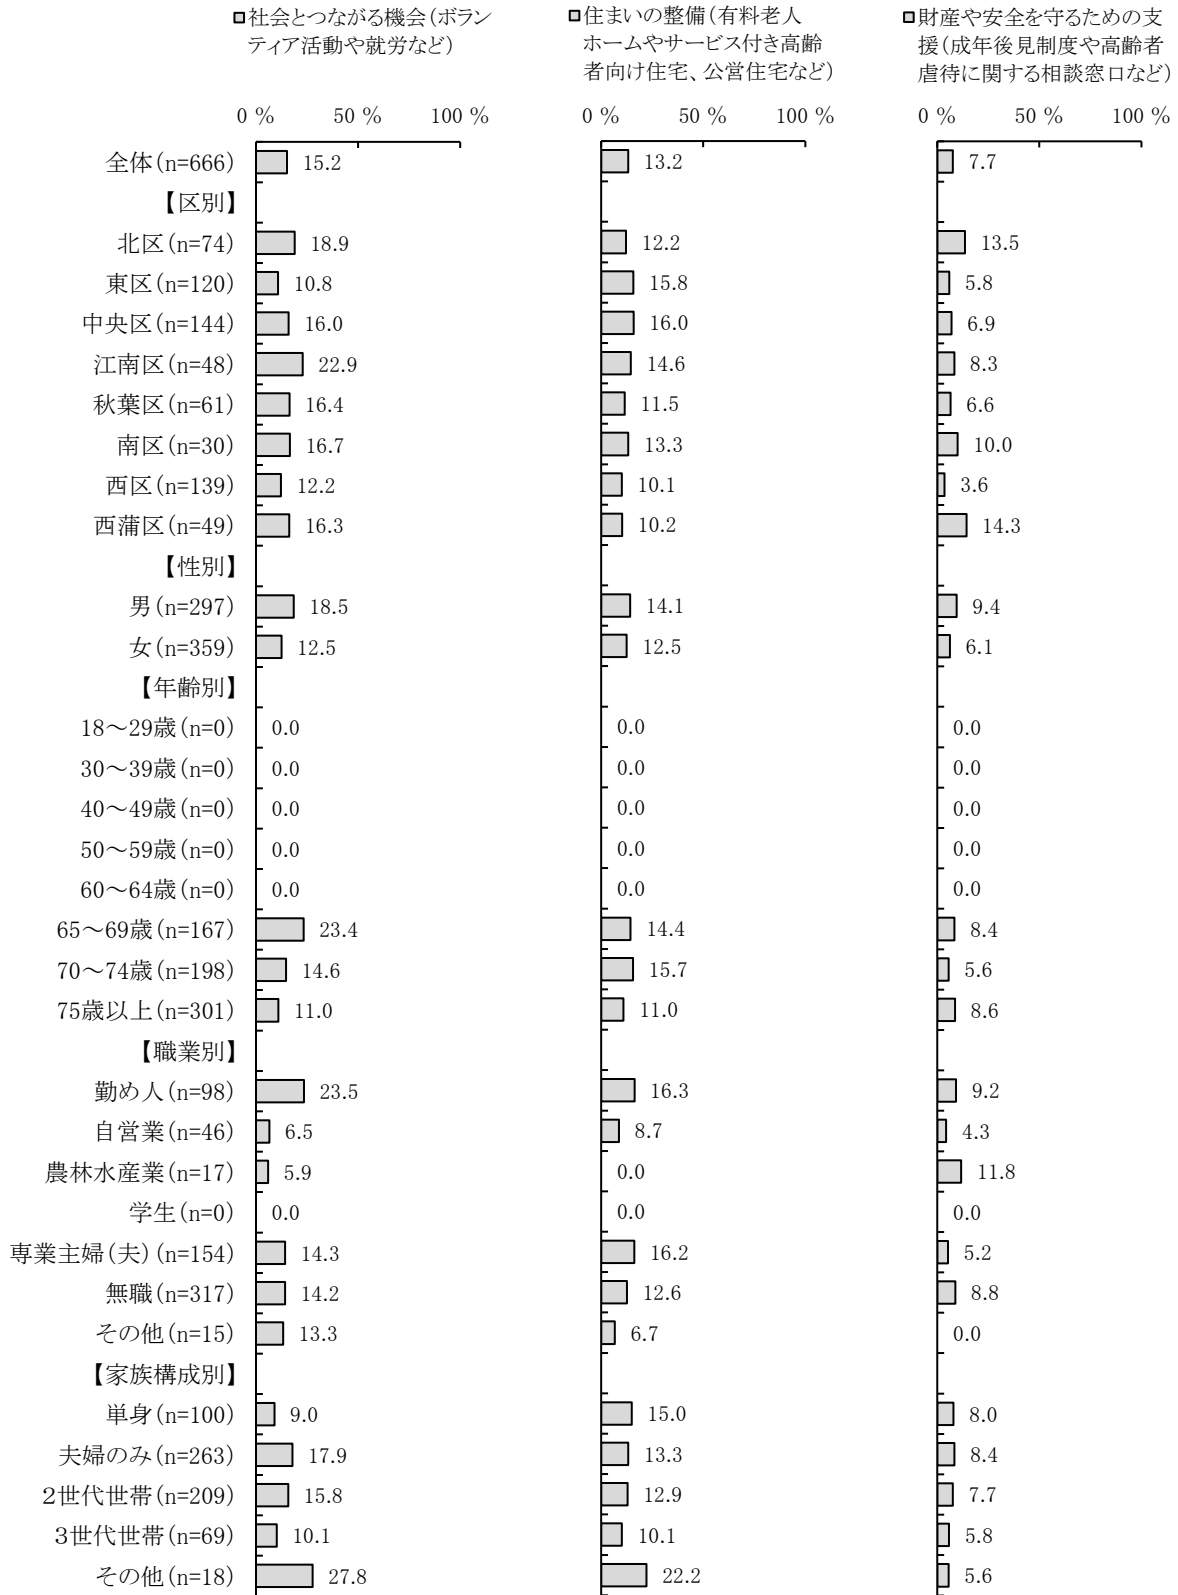 社会とつながる機会(ボラン
ティア活動や就労など)
住まいの整備(有料老人
ホームやサービス付き高齢
者向け住宅、公営住宅など)
財産や安全を守るための支
援(成年後見制度や高齢者
虐待に関する相談窓口など)
0 % 50 % 100 % 0 % 50 % 100 % 0 % 50 % 100 %
全体(n=666) 15.2 13.2 7.7
【区別】
北区(n=74) 18.9 12.2 13.5
東区(n=120) 10.8 15.8 5.8
中央区(n=144) 16.0 16.0 6.9
江南区(n=48) 22.9 14.6 8.3
秋葉区(n=61) 16.4 11.5 6.6
南区(n=30) 16.7 13.3 10.0
西区(n=139) 12.2 10.1 3.6
西蒲区(n=49) 16.3 10.2 14.3
【性別】
男(n=297) 18.5 14.1 9.4
女(n=359) 12.5 12.5 6.1
【年齢別】
18～29歳(n=0) 0.0 0.0 0.0
30～39歳(n=0) 0.0 0.0 0.0
40～49歳(n=0) 0.0 0.0 0.0
50～59歳(n=0) 0.0 0.0 0.0
60～64歳(n=0) 0.0 0.0 0.0
65～69歳(n=167) 23.4 14.4 8.4
70～74歳(n=198) 14.6 15.7 5.6
75歳以上(n=301) 11.0 11.0 8.6
【職業別】
勤め人(n=98) 23.5 16.3 9.2
自営業(n=46) 6.5 8.7 4.3
農林水産業(n=17) 5.9 0.0 11.8
学生(n=0) 0.0 0.0 0.0
専業主婦(夫)(n=154) 14.3 16.2 5.2
無職(n=317) 14.2 12.6 8.8
その他(n=15) 13.3 6.7 0.0
【家族構成別】
単身(n=100) 9.0 15.0 8.0
夫婦のみ(n=263) 17.9 13.3 8.4
２世代世帯(n=209) 15.8 12.9 7.7
３世代世帯(n=69) 10.1 10.1 5.8
その他(n=18) 27.8 22.2 5.6